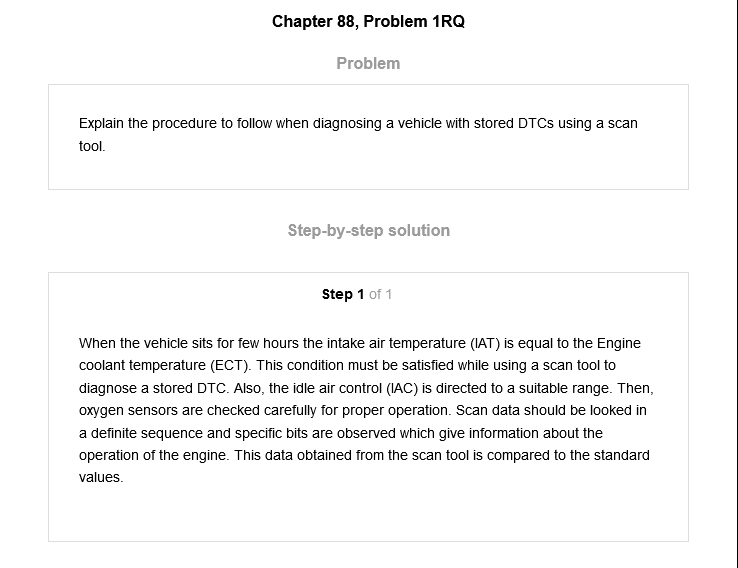 Chapter 88, Problem 1RQ
Problem
Explain the procedure to follow when diagnosing a vehicle with stored DTCs using a scan
tool.
Step-by-step solution
Step 1 of 1
When the vehicle sits for few hours the intake air temperature (IAT) is equal to the Engine
coolant temperature (ECT). This condition must be satisfied while using a scan tool to
diagnose a stored DTC. Also, the idle air control (IAC) is directed to a suitable range. Then,
oxygen sensors are checked carefully for proper operation. Scan data should be looked in
a definite sequence and specific bits are observed which give information about the
operation of the engine. This data obtained from the scan tool is compared to the standard
values.